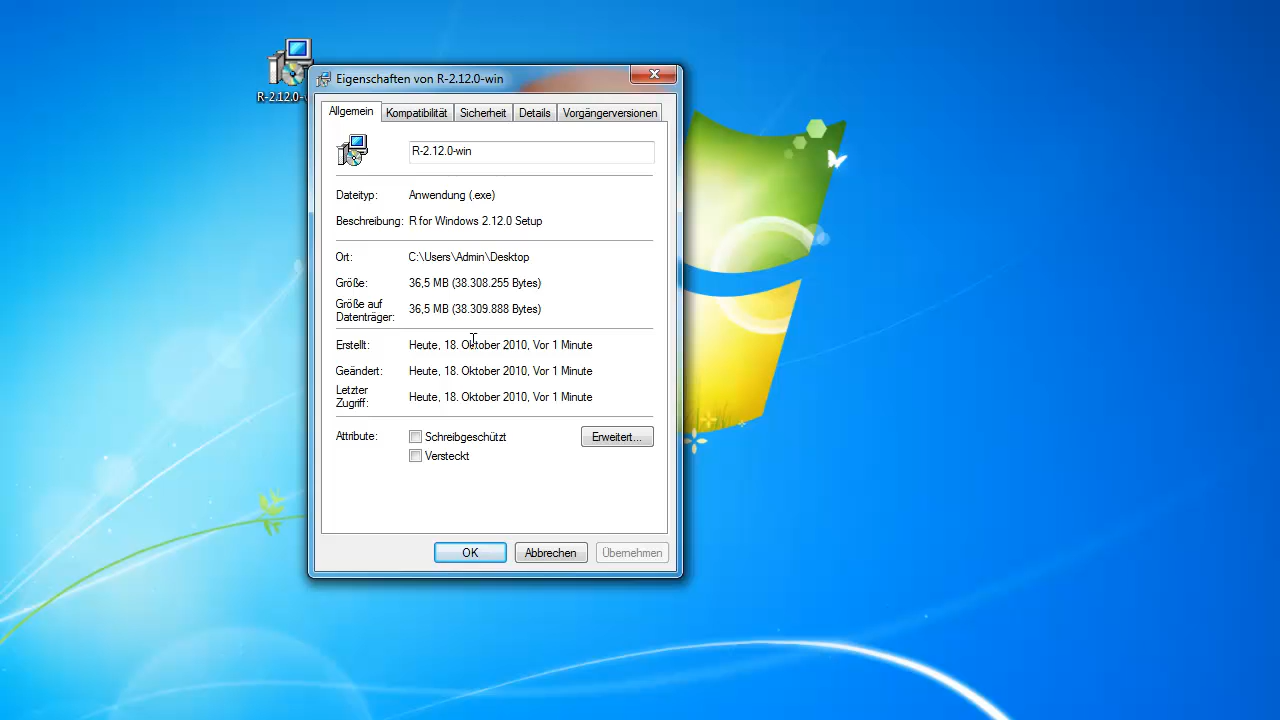 R-2.12.0-
Eigenschaften von R-2.12.0-win
Allgemein Kompatibilität Sicherheit Details Vorgängerversionen
R-2.12.0-win
Dateityp: Anwendung (.exe)
Beschreibung: R for Windows 2.12.0 Setup
Ort: C:\Users\Admin\Desktop
Größe: 36,5 MB (38.308.255 Bytes)
Größe auf
Datenträger: 36,5 MB (38.309.888 Bytes)
Erstellt: Heute, 18. Oktober 2010, Vor 1 Minute
Geändert: Heute, 18. Oktober 2010, Vor 1 Minute
Letzter
Zugriff: Heute, 18. Oktober 2010, Vor 1 Minute
Attribute: Schreibgeschützt Erweitert...
Versteckt
OK Abbrechen Übernehmen